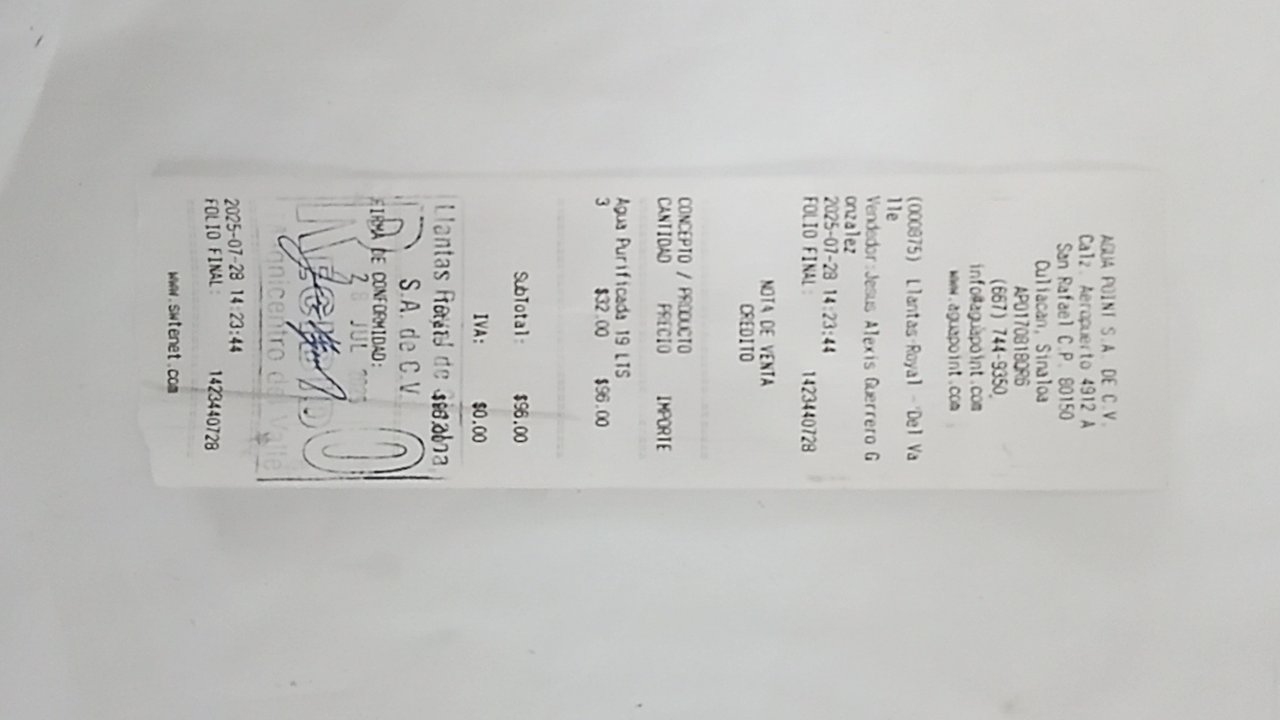 AQUA POINT S.A DE C.V.
Calz. Aeropuerto 4912 A
San Rafael C.P. 80150
Culiacan, Sinaloa
APO170818QR6
(667) 744-9350,
info@aquapoint.com
www.aquapoint.com
(000875) Llantas Royal - Del Va
lle
Vendedor:Jesus Alexis Guerrero G
onzalez
2025-07-28 14:23:44
FOLIO FINAL: 1423440728
NOTA DE VENTA
CREDITO
CONCEPTO / PRODUCTO
CANTIDAD PRECIO IMPORTE
Agua Purificada 19 LTS
3 $32.00 $96.00
SubTotal: $96.00
IVA: $0.00
Llantas Royal de
S.A. de C.V.
FIRMA DE CONFORMIDAD:
JUL
2025-07-28 14:23:44
FOLIO FINAL: 1423440728
www.swtenet.com